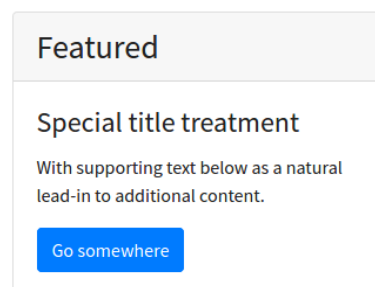 Featured
Special title treatment
With supporting text below as a natural
lead-in to additional content.
Go somewhere